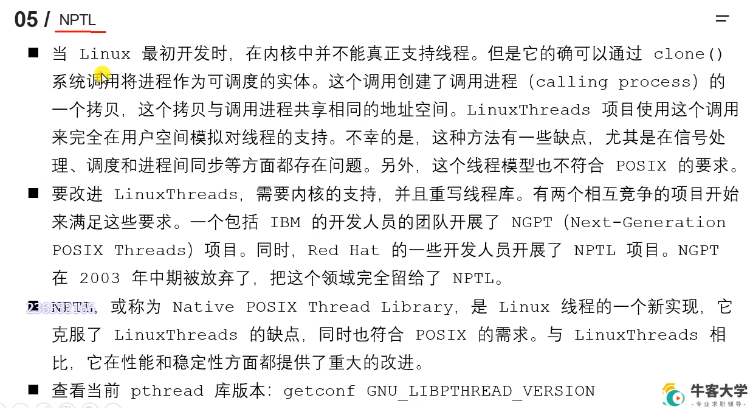 05 / NPTL
■ 当 Linux 最初开发时，在内核中并不能真正支持线程。但是它的确可以通过 clone()
系统调用将进程作为可调度的实体。这个调用创建了调用进程（calling process）的
一个拷贝，这个拷贝与调用进程共享相同的地址空间。LinuxThreads 项目使用这个调用
来完全在用户空间模拟对线程的支持。不幸的是，这种方法有一些缺点，尤其是在信号处
理、调度和进程间同步等方面都存在问题。另外，这个线程模型也不符合 POSIX 的要求。
■ 要改进 LinuxThreads，需要内核的支持，并且重写线程库。有两个相互竞争的项目开始
来满足这些要求。一个包括 IBM 的开发人员的团队开展了 NGPT（Next-Generation
POSIX Threads）项目。同时，Red Hat 的一些开发人员开展了 NPTL 项目。NGPT
在 2003 年中期被放弃了，把这个领域完全留给了 NPTL。
NPTL，或称为 Native POSIX Thread Library，是 Linux 线程的一个新实现，它
克服了 LinuxThreads 的缺点，同时也符合 POSIX 的需求。与 LinuxThreads 相
比，它在性能和稳定性方面都提供了重大的改进。
■ 查看当前 pthread 库版本：getconf GNU_LIBPTHREAD_VERSION
牛客大学
-专业求职辅导-